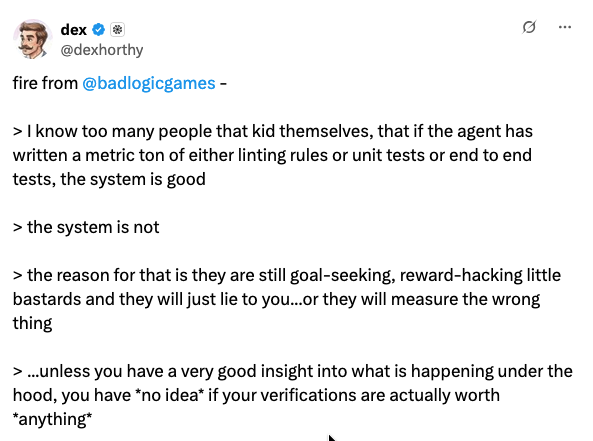 dex
@dexhorthy
fire from @badlogicgames -
> I know too many people that kid themselves, that if the agent has
written a metric ton of either linting rules or unit tests or end to end
tests, the system is good
> the system is not
> the reason for that is they are still goal-seeking, reward-hacking little
bastards and they will just lie to you...or they will measure the wrong
thing
> ...unless you have a very good insight into what is happening under the
hood, you have *no idea* if your verifications are actually worth
*anything*